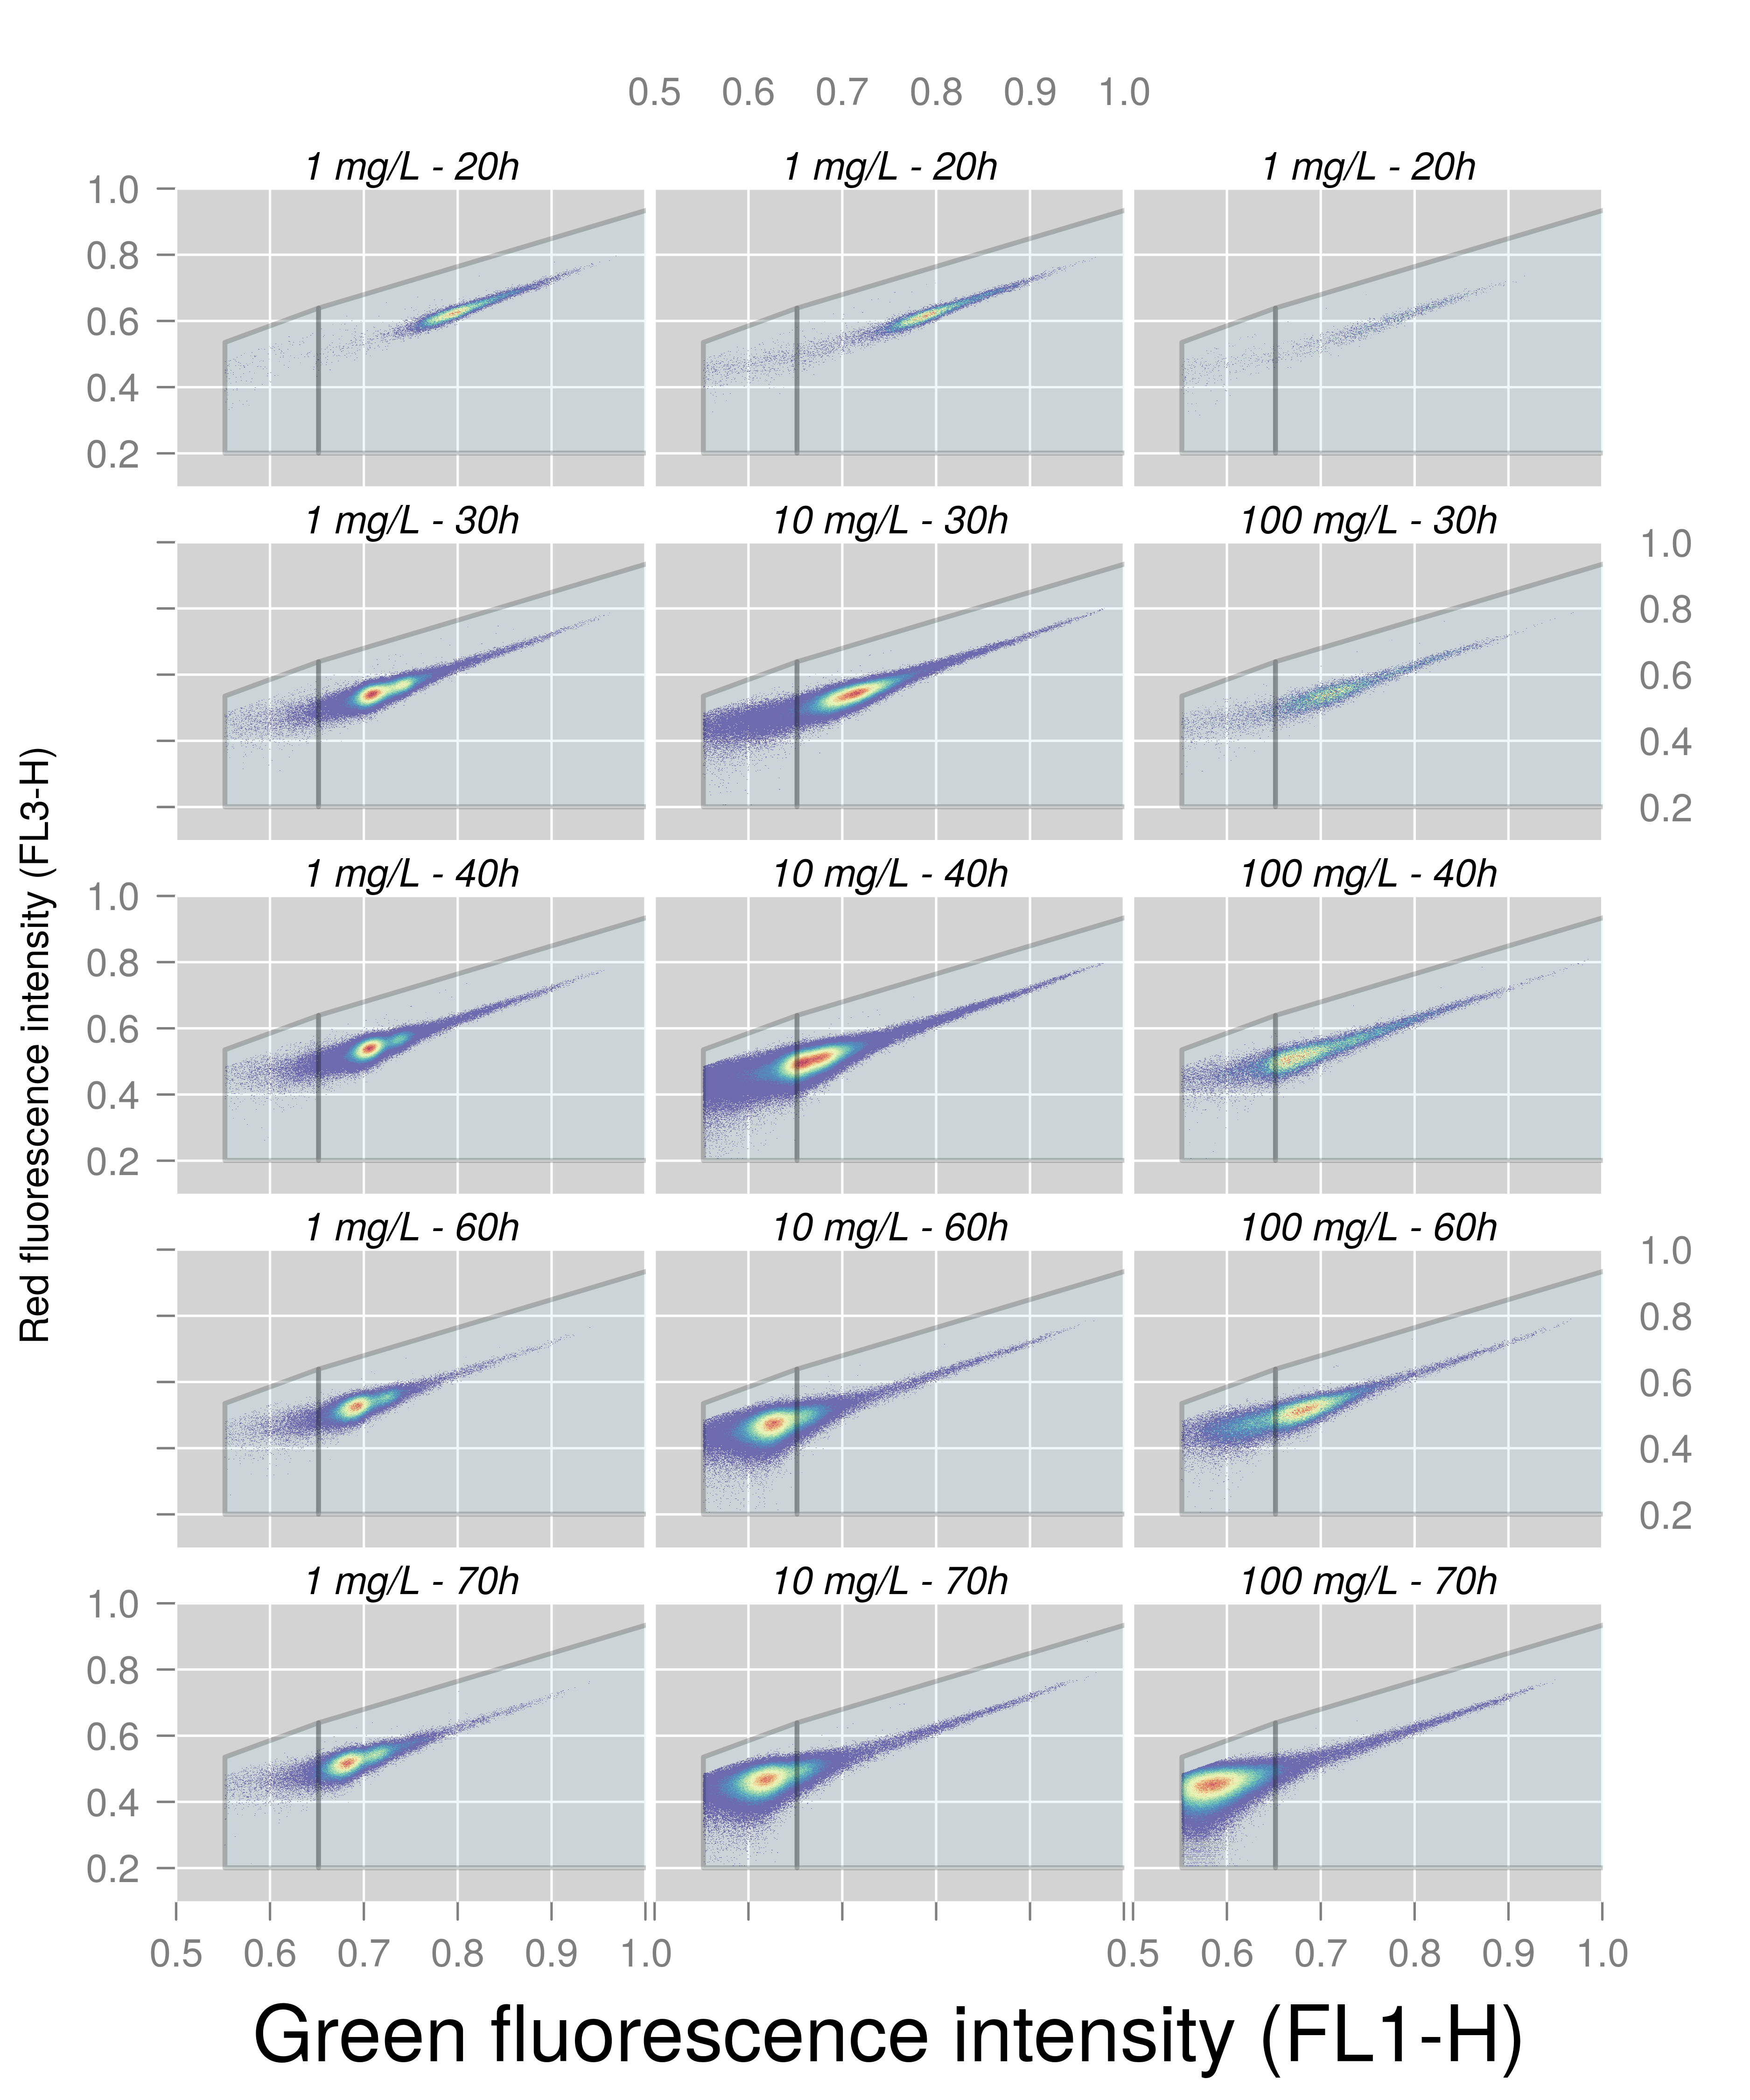 0.5 0.6 0.7 0.8 0.9 1.0
1 mg/L - 20h 1 mg/L - 20h 1 mg/L - 20h
1.0
0.8
0.6
0.4
0.2
1 mg/L - 30h 10 mg/L - 30h 100 mg/L - 30h
1.0
0.8
0.6
0.4
0.2
1 mg/L - 40h 10 mg/L - 40h 100 mg/L - 40h
1.0
0.8
0.6
0.4
0.2
1 mg/L - 60h 10 mg/L - 60h 100 mg/L - 60h
1.0
0.8
0.6
0.4
0.2
1 mg/L - 70h 10 mg/L - 70h 100 mg/L - 70h
1.0
0.8
0.6
0.4
0.2
0.5 0.6 0.7 0.8 0.9 1.0 0.5 0.6 0.7 0.8 0.9 1.0
Red fluorescence intensity (FL3-H)
Green fluorescence intensity (FL1-H)